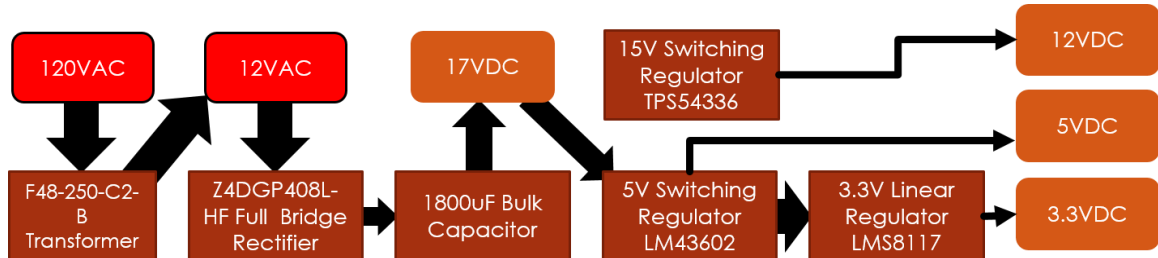 120VAC
12VAC
17VDC
15V Switching
Regulator
TPS54336
12VDC
5VDC
F48-250-C2-
B
Transformer
Z4DGP408L-
HF Full Bridge
Rectifier
1800uF Bulk
Capacitor
5V Switching
Regulator
LM43602
3.3V Linear
Regulator
LMS8117
3.3VDC